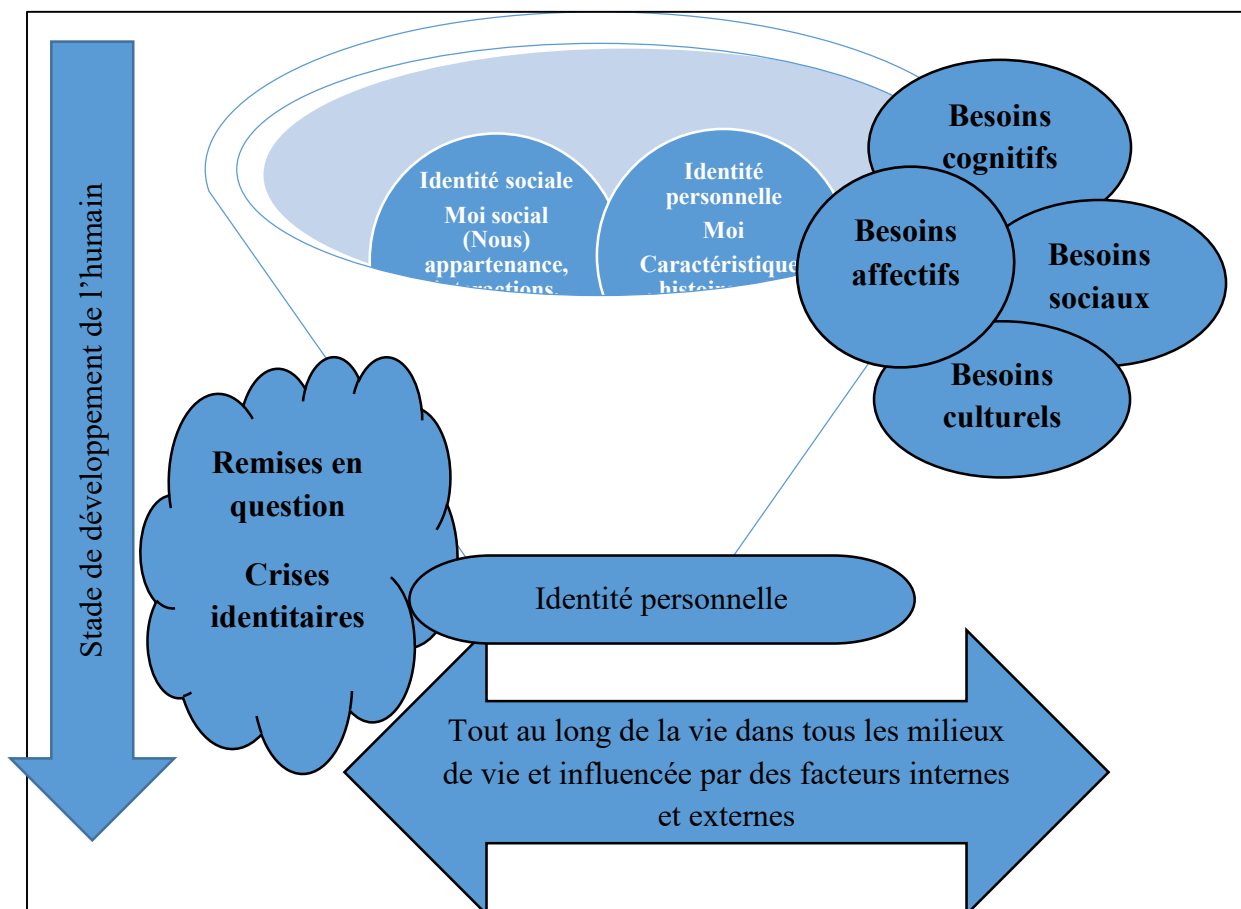 Stade de développement de l’humain
Identité sociale
Moi social
(Nous)
appartenance,
Identité
personnelle
Moi
Caractéristique
Besoins
cognitifs
Besoins
affectifs
Besoins
sociaux
Besoins
culturels
Remises en
question
Crises
identitaires
Identité personnelle
Tout au long de la vie dans tous les milieux
de vie et influencée par des facteurs internes
et externes